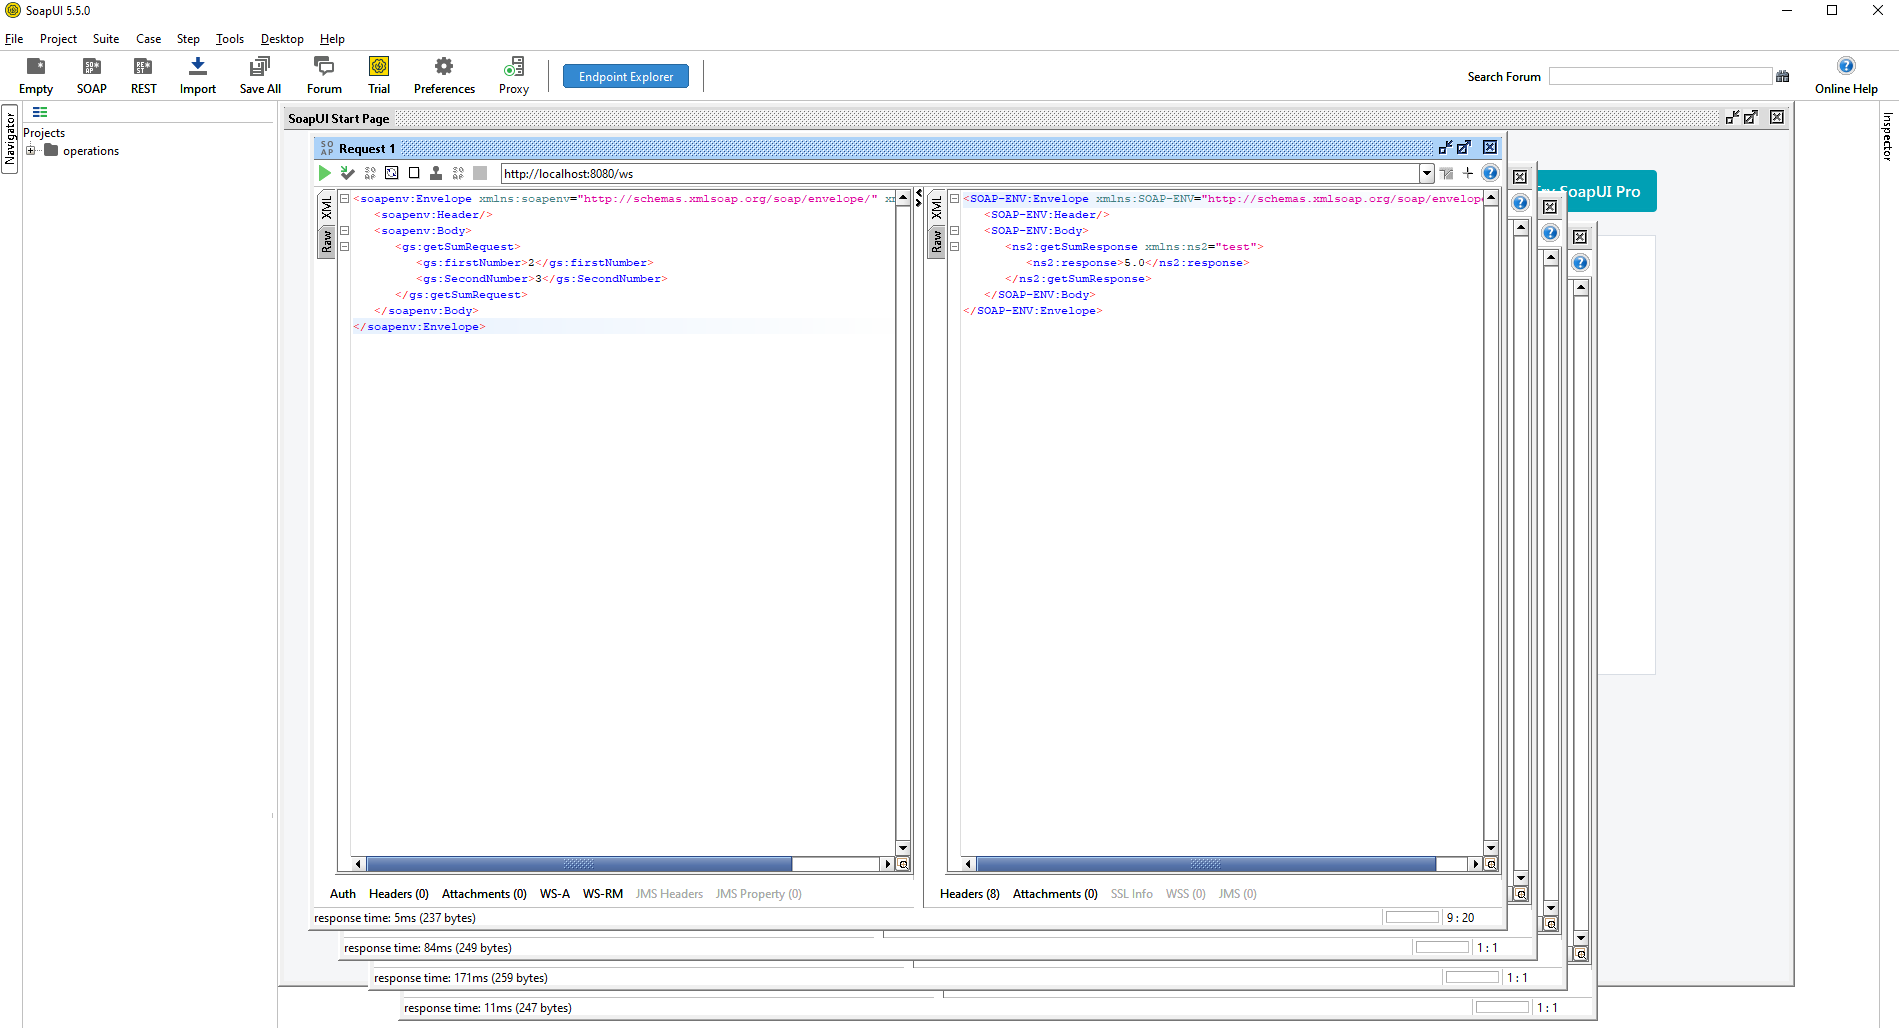 SoapUI 5.5.0
File Project Suite Case Step Tools Desktop Help
Empty SOAP REST Import Save All Forum Trial Preferences Proxy Endpoint Explorer Search Forum Online Help
Navigator
Projects
operations
Inspector
SoapUI Start Page
Try SoapUI Pro
SO AP Request 1
http://localhost:8080/ws
XML
Raw
<soapenv:Envelope xmlns:soapenv="http://schemas.xmlsoap.org/soap/envelope/" x
<soapenv:Header/>
<soapenv:Body>
<gs:getSumRequest>
<gs:firstNumber>2</gs:firstNumber>
<gs:SecondNumber>3</gs:SecondNumber>
</gs:getSumRequest>
</soapenv:Body>
</soapenv:Envelope>
XML
Raw
<SOAP-ENV:Envelope xmlns:SOAP-ENV="http://schemas.xmlsoap.org/soap/envelop
<SOAP-ENV:Header/>
<SOAP-ENV:Body>
<ns2:getSumResponse xmlns:ns2="test">
<ns2:response>5.0</ns2:response>
</ns2:getSumResponse>
</SOAP-ENV:Body>
</SOAP-ENV:Envelope>
Auth Headers (0) Attachments (0) WS-A WS-RM JMS Headers JMS Property (0)
Headers (8) Attachments (0) SSL Info WSS (0) JMS (0)
response time: 5ms (237 bytes) 9 : 20
response time: 84ms (249 bytes) 1 : 1
response time: 171ms (259 bytes) 1 : 1
response time: 11ms (247 bytes) 1 : 1